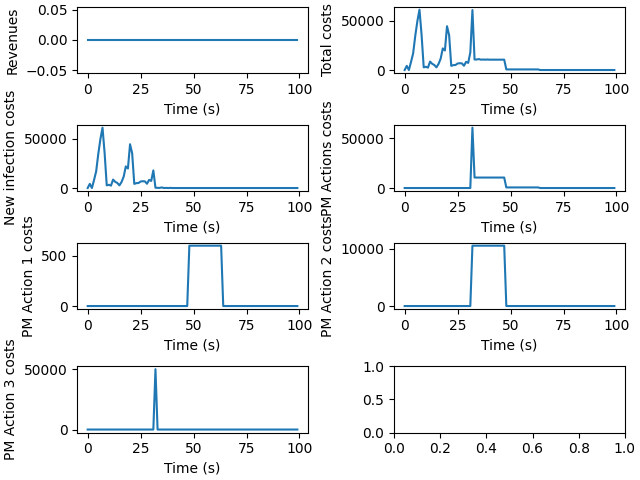 Revenues
0.05
0.00
−0.05
0 25 50 75 100
Time (s)
Total costs
50000
0
0 25 50 75 100
Time (s)
New infection costs
50000
0
0 25 50 75 100
Time (s)
PM Actions costs
50000
0
0 25 50 75 100
Time (s)
PM Action 1 costs
500
0
0 25 50 75 100
Time (s)
PM Action 2 costs
10000
0
0 25 50 75 100
Time (s)
PM Action 3 costs
50000
0
0 25 50 75 100
Time (s)
1.0
0.5
0.0
0.0 0.2 0.4 0.6 0.8 1.0